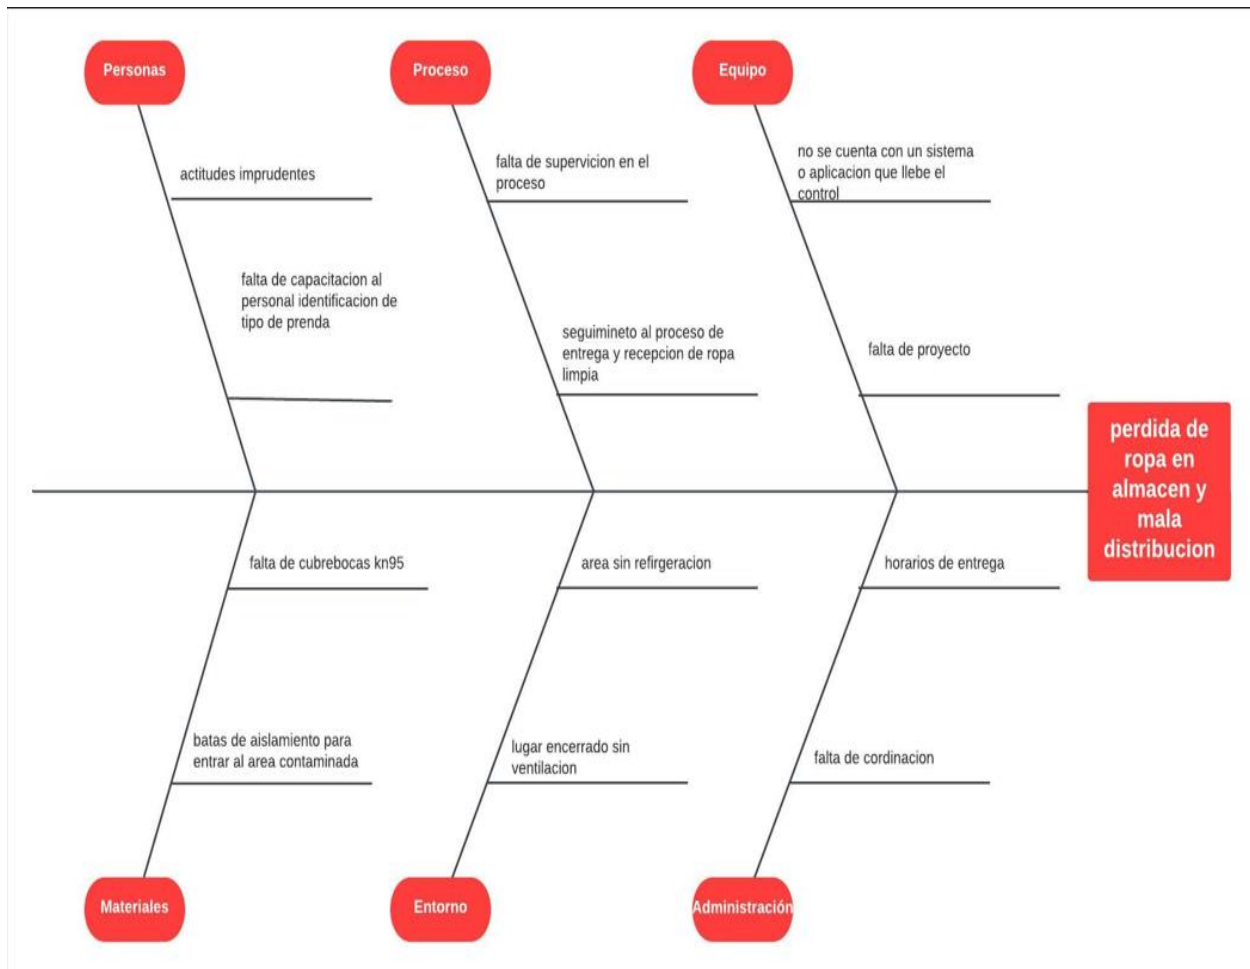 Personas
Proceso
Equipo
actitudes imprudentes
falta de supervicion en el
proceso
no se cuenta con un sistema
o aplicacion que llebe el
control
falta de capacitacion al
personal identificacion de
tipo de prenda
seguimineto al proceso de
entrega y recepcion de ropa
limpia
falta de proyecto
perdida de
ropa en
almacen y
mala
distribucion
falta de cubrebocas kn95
area sin refirgeracion
horarios de entrega
batas de aislamiento para
entrar al area contaminada
lugar encerrado sin
ventilacion
falta de cordinacion
Materiales
Entorno
Administración